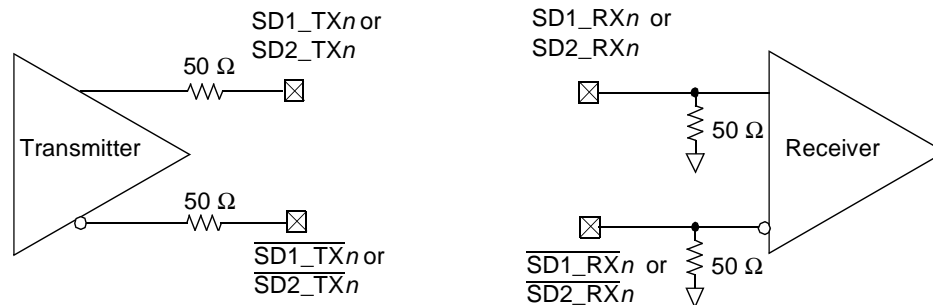 SD1_TXn or
SD2_TXn
50 Ω
Transmitter
50 Ω
SD1_TXn or
SD2_TXn
SD1_RXn or
SD2_RXn
50 Ω
Receiver
SD1_RXn or
SD2_RXn
50 Ω